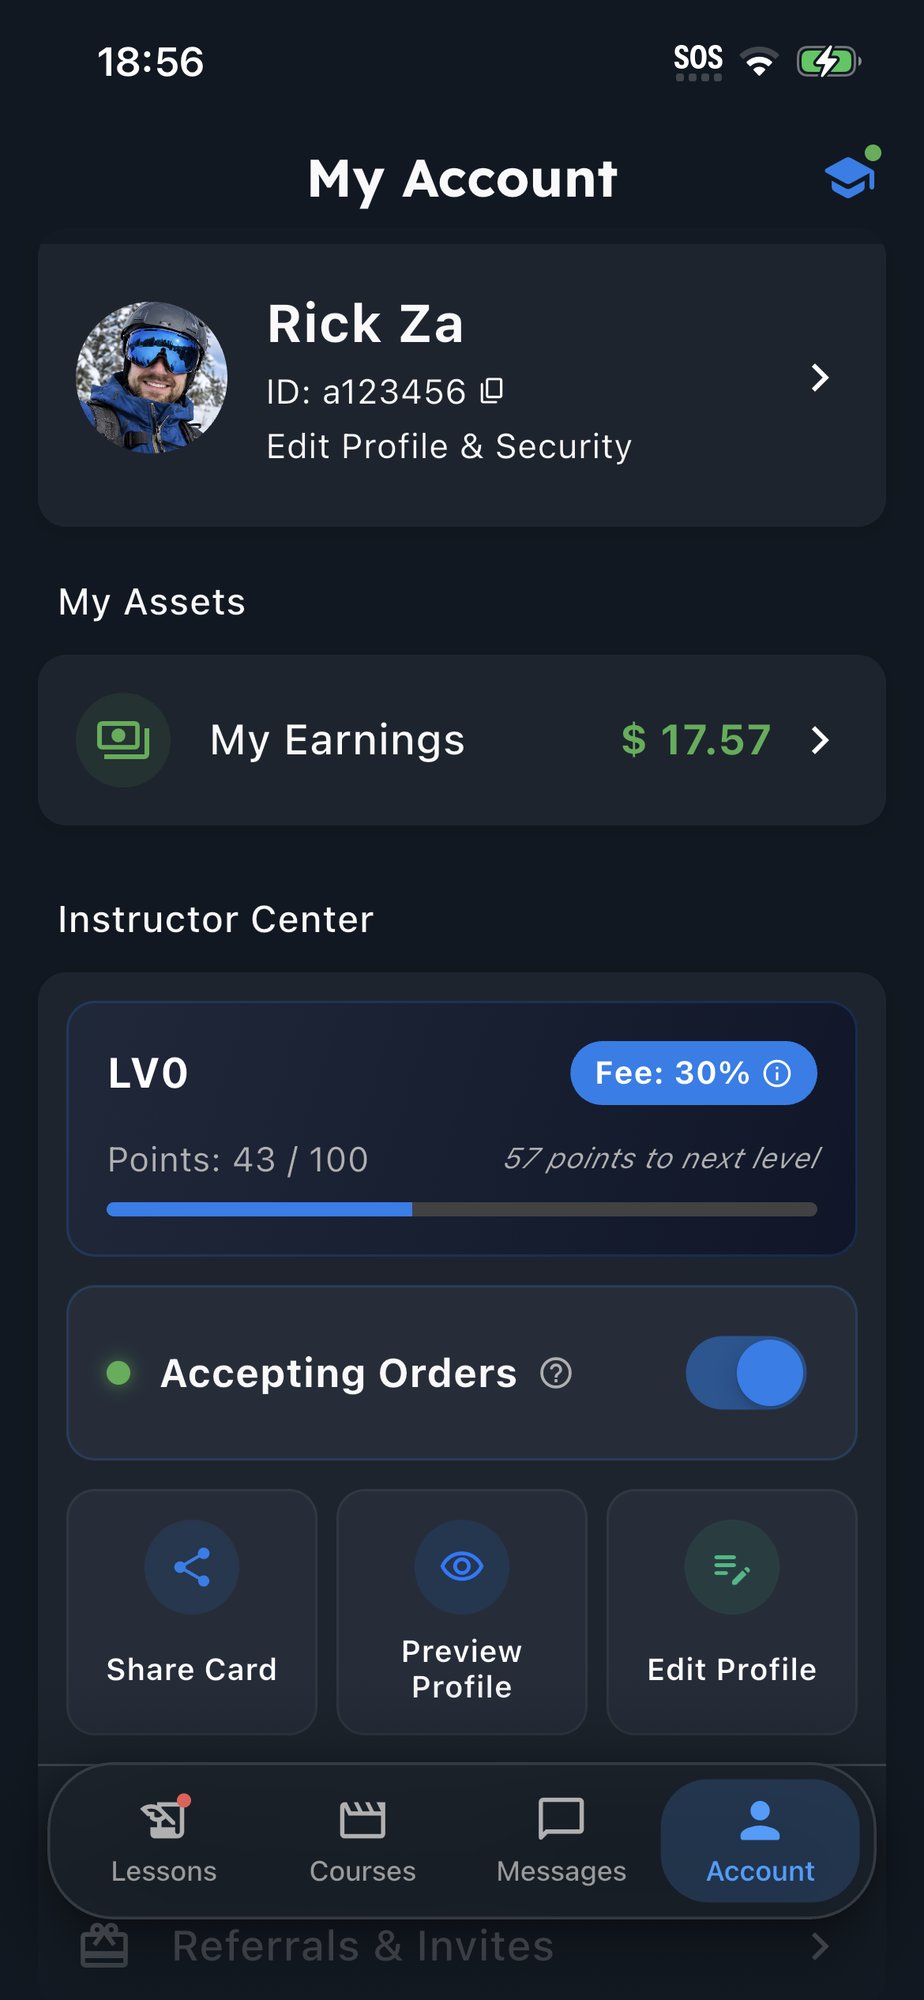 18:56
SOS
My Account
Rick Za
ID: a123456
Edit Profile & Security
My Assets
My Earnings
$ 17.57
Instructor Center
LV0
Fee: 30%
Points: 43 / 100
57 points to next level
Accepting Orders
Share Card
Preview
Profile
Edit Profile
Lessons
Courses
Messages
Account
Referrals & Invites